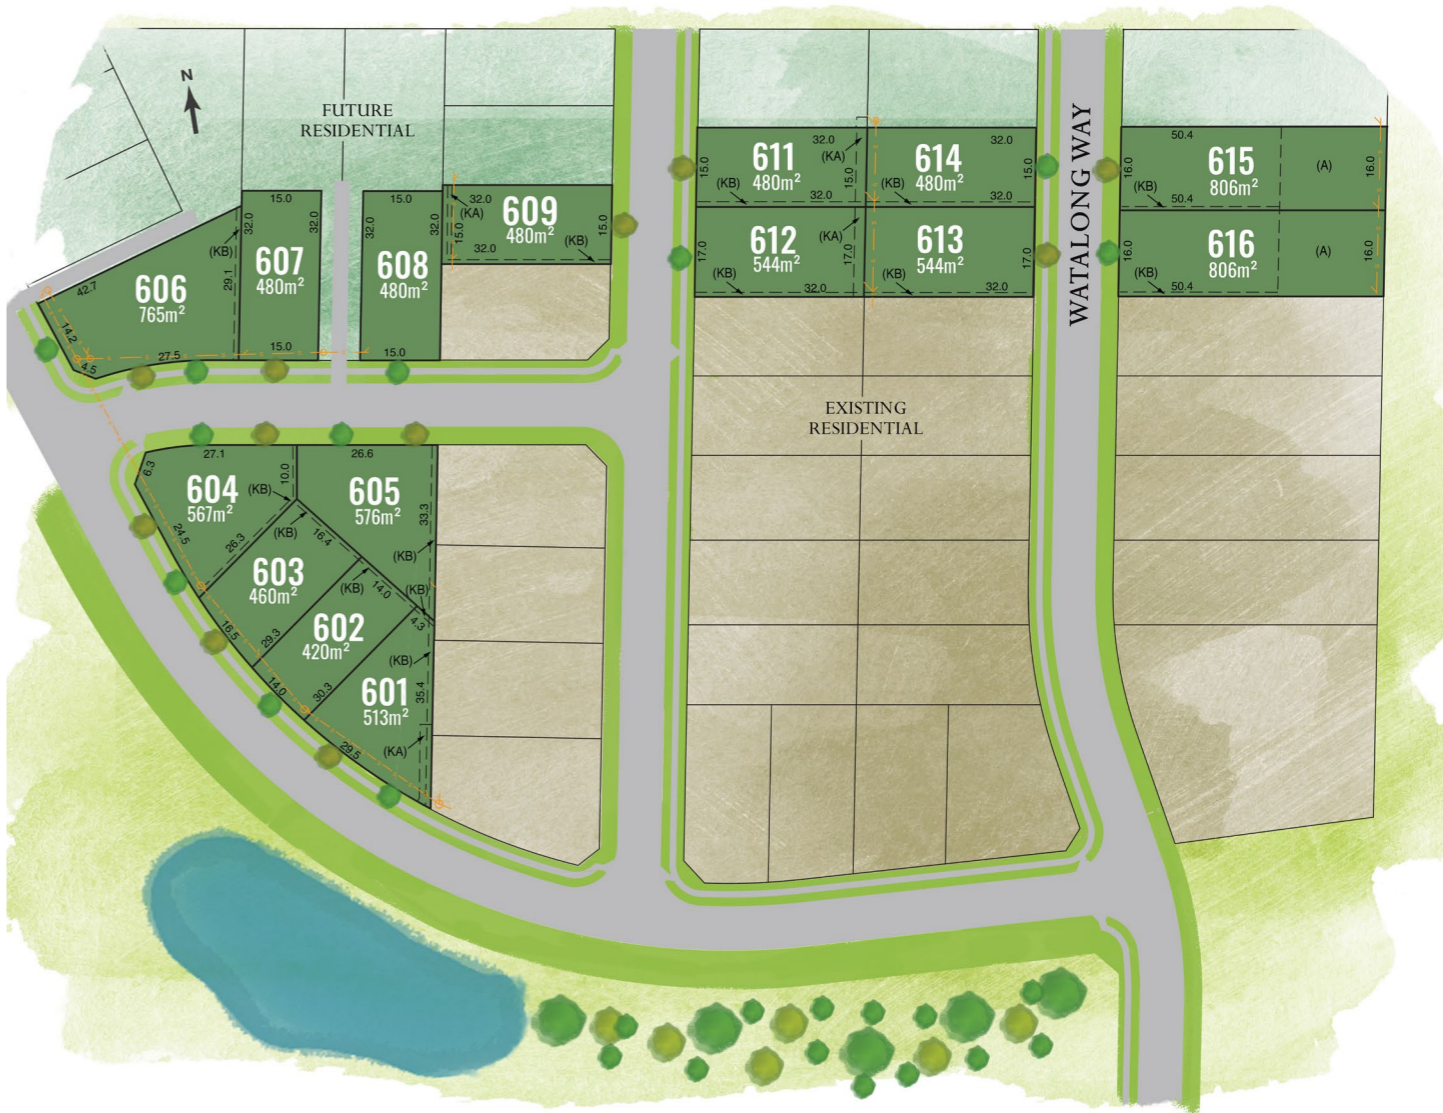 N
FUTURE
RESIDENTIAL
WATALONG WAY
EXISTING
RESIDENTIAL
606
765m²
42.7
14.2
4.5
27.5
29.1
(KB)
607
480m²
15.0
32.0
32.0
15.0
608
480m²
15.0
32.0
32.0
15.0
609
480m²
32.0
(KA)
15.0
15.0
32.0
(KB)
611
480m²
32.0
(KA)
15.0
15.0
(KB)
32.0
614
480m²
32.0
15.0
(KB)
32.0
612
544m²
(KA)
17.0
17.0
(KB)
32.0
613
544m²
17.0
(KB)
32.0
615
806m²
50.4
16.0
(KB)
50.4
(A)
16.0
616
806m²
16.0
(KB)
50.4
(A)
16.0
604
567m²
27.1
6.3
10.0
(KB)
24.5
26.3
605
576m²
26.6
33.3
(KB)
16.4
(KB)
603
460m²
(KB)
16.5
29.3
602
420m²
(KB)
14.0
14.0
30.3
601
513m²
4.3
(KB)
35.4
(KA)
29.5